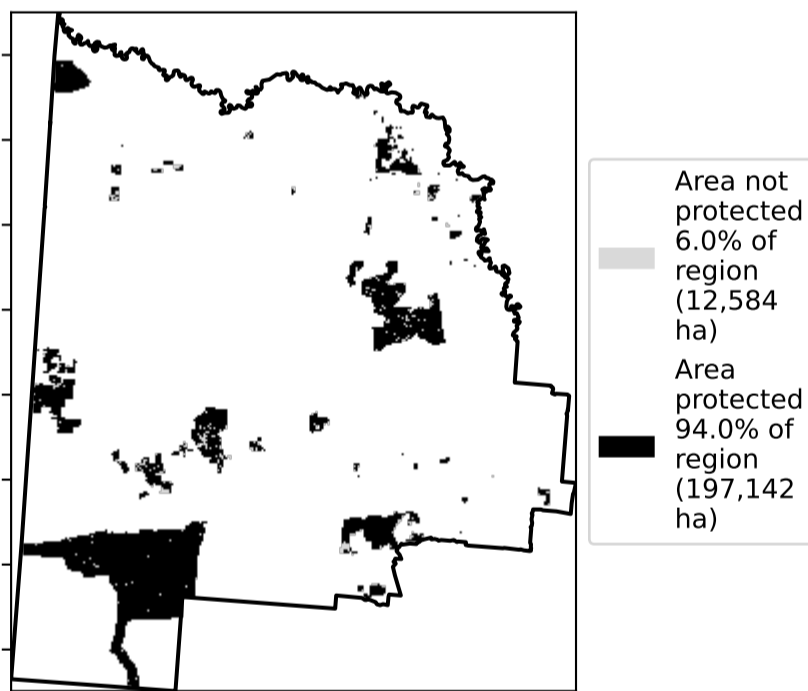 Area not
protected
6.0% of
region
(12,584
ha)
Area
protected
94.0% of
region
(197,142
ha)